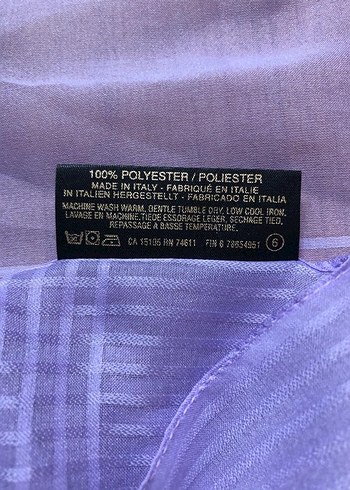 100% POLYESTER / POLIESTER
MADE IN ITALY - FABRIQUÉ EN ITALIE
IN ITALIEN HERGESTELLT - FABRICADO EN ITALIA
MACHINE WASH WARM, GENTLE TUMBLE DRY, LOW COOL IRON,
LAVAGE EN MACHINE, TIEDE ESSORAGE LEGER, SECHAGE TIED,
REPASSAGE A BASSE TEMPERATURE.
CA 15106 RN 74611 FIN 6 70654951 6